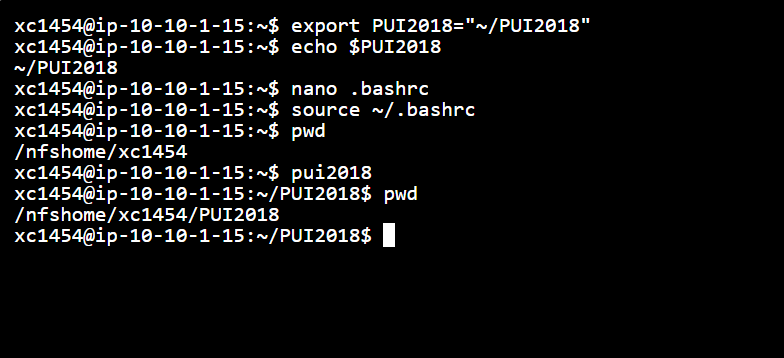 xc1454@ip-10-10-1-15:~$ export PUI2018="~/PUI2018"
xc1454@ip-10-10-1-15:~$ echo $PUI2018
~/PUI2018
xc1454@ip-10-10-1-15:~$ nano .bashrc
xc1454@ip-10-10-1-15:~$ source ~/.bashrc
xc1454@ip-10-10-1-15:~$ pwd
/nfshome/xc1454
xc1454@ip-10-10-1-15:~$ pui2018
xc1454@ip-10-10-1-15:~/PUI2018$ pwd
/nfshome/xc1454/PUI2018
xc1454@ip-10-10-1-15:~/PUI2018$